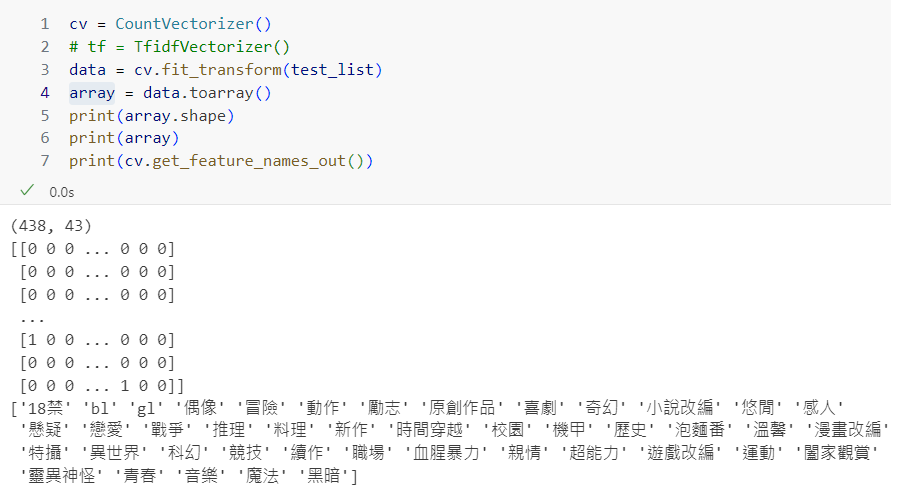 1 cv = CountVectorizer()
2 # tf = TfidfVectorizer()
3 data = cv.fit_transform(test_list)
4 array = data.toarray()
5 print(array.shape)
6 print(array)
7 print(cv.get_feature_names_out())
0.0s
(438, 43)
[[0 0 0 ... 0 0 0]
[0 0 0 ... 0 0 0]
[0 0 0 ... 0 0 0]
...
[1 0 0 ... 0 0 0]
[0 0 0 ... 0 0 0]
[0 0 0 ... 1 0 0]]
['18禁' 'bl' 'gl' '偶像' '冒險' '動作' '勵志' '原創作品' '喜劇' '奇幻' '小說改編' '悠閒' '感人'
'懸疑' '戀愛' '戰爭' '推理' '料理' '新作' '時間穿越' '校園' '機甲' '歷史' '泡麵番' '溫馨' '漫畫改編'
'特攝' '異世界' '科幻' '競技' '續作' '職場' '血腥暴力' '親情' '超能力' '遊戲改編' '運動' '闔家觀賞'
'靈異神怪' '青春' '音樂' '魔法' '黑暗']